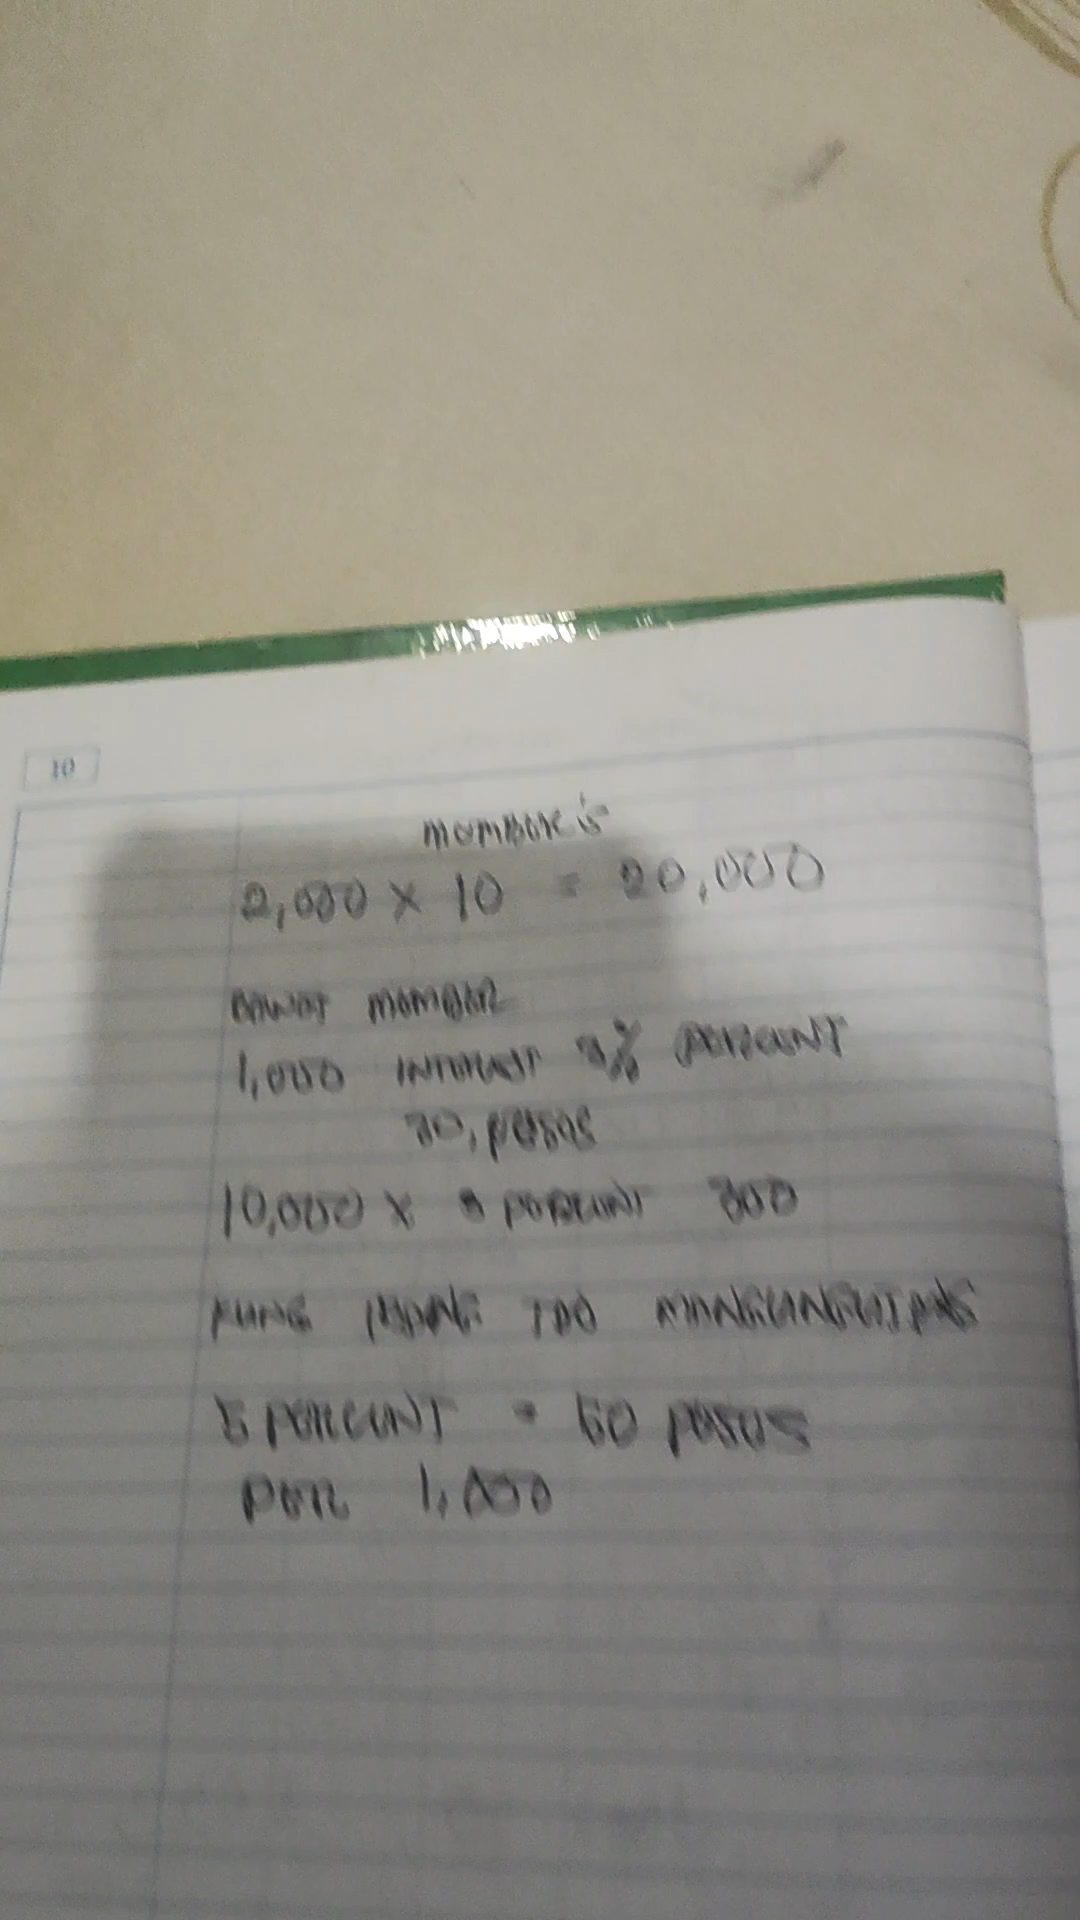 10
MEMBER'S
2,000 X 10 = 20,000
BAWAT MEMBER
1,000 INTEREST 3% PERCENT
30, PESOS
10,000 X 3 PERCENT 300
KUNG IBANG TAO MANGUNGUTANG
5 PERCENT = 50 PESOS
PER 1,000